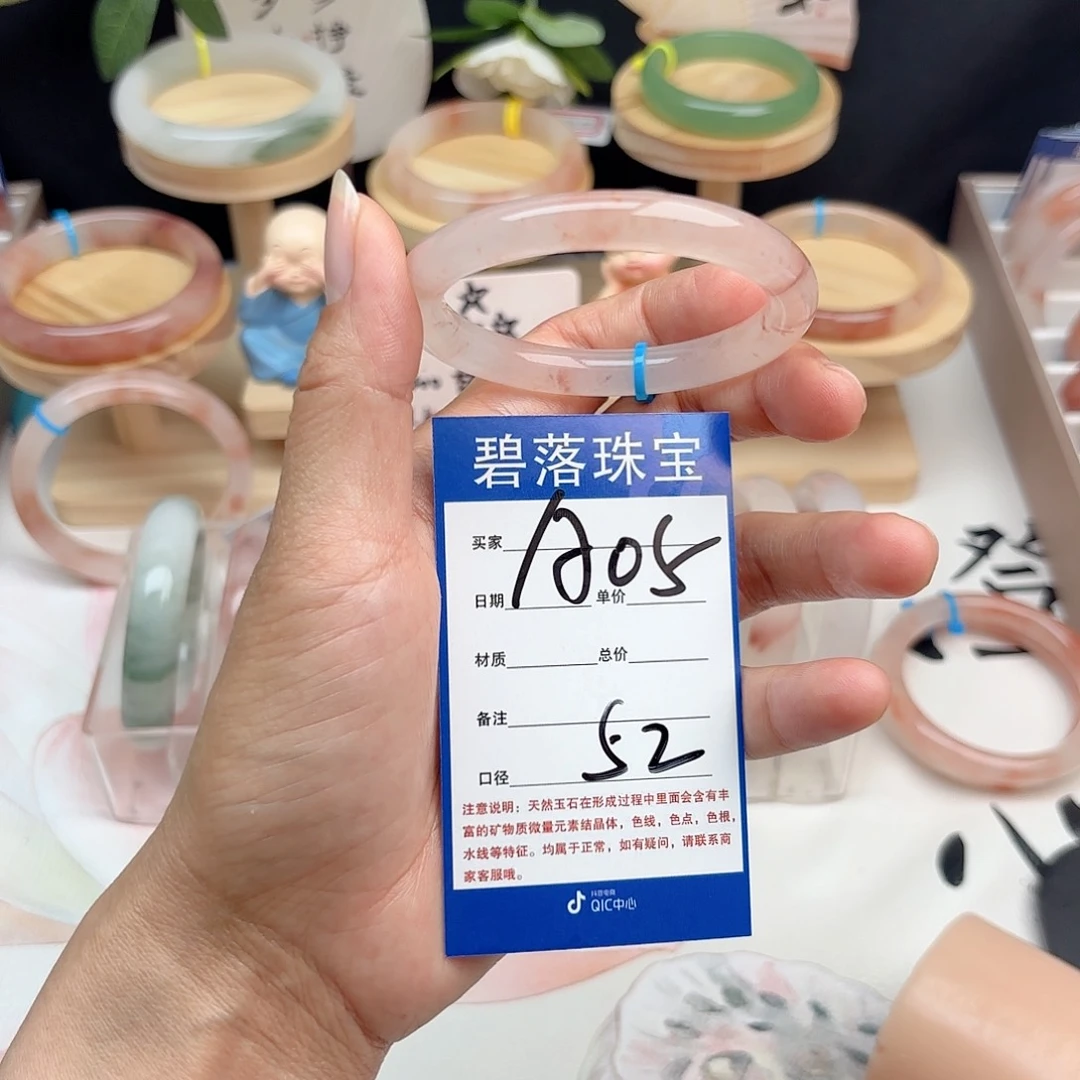 碧落珠宝
买家 A05
日期 单价
材质 总价
备注
口径 52
注意说明：天然玉石在形成过程中里面会含有丰
富的矿物质微量元素结晶体，色线，色点，色根，
水线等特征。均属于正常，如有疑问，请联系商
家客服哦。
抖音电商
QIC中心